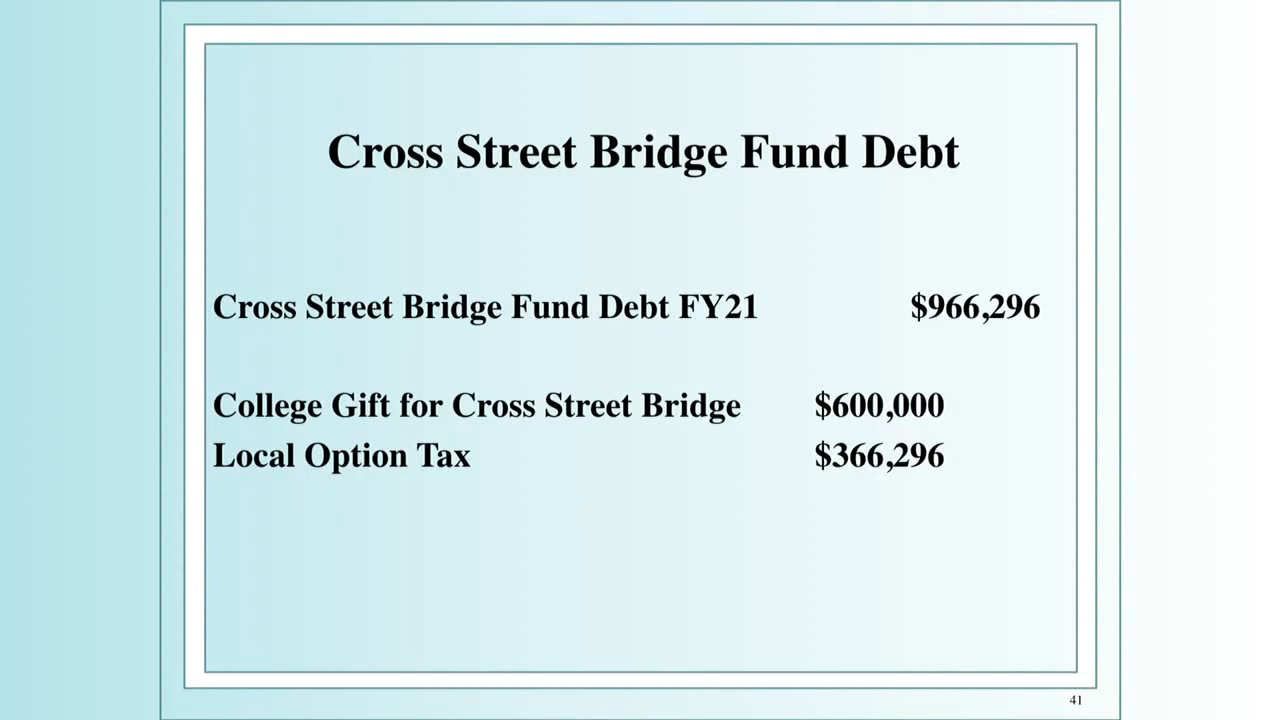 Cross Street Bridge Fund Debt
Cross Street Bridge Fund Debt FY21 $966,296
College Gift for Cross Street Bridge $600,000
Local Option Tax $366,296
41